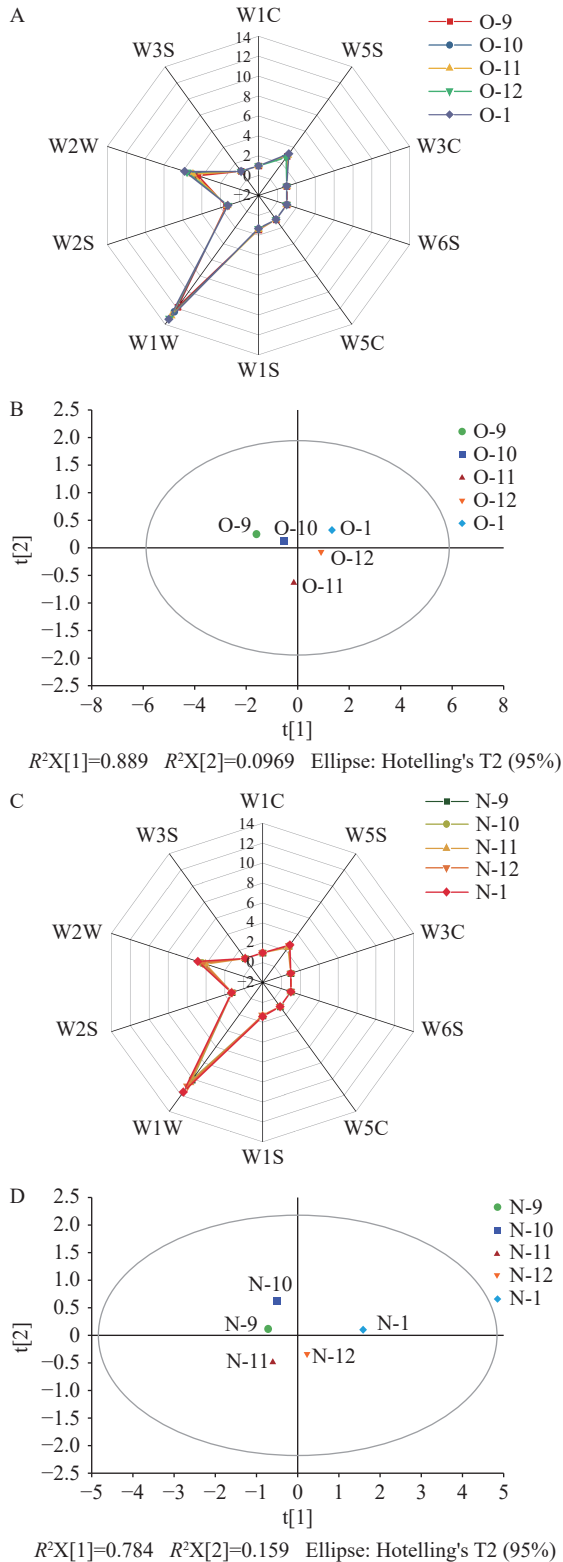 A
W1C
W5S
W3C
W6S
W5C
W1S
W1W
W2S
W2W
W3S
14
12
10
8
6
4
2
0
−2
O-9
O-10
O-11
O-12
O-1
B
2.5
2.0
1.5
1.0
0.5
0
−0.5
−1.0
−1.5
−2.0
−2.5
t[2]
O-9
O-10
O-1
O-12
O-11
O-9
O-10
O-11
O-12
O-1
−8 −6 −4 −2 0 2 4 6 8
t[1]
R²X[1]=0.889 R²X[2]=0.0969 Ellipse: Hotelling's T2 (95%)
C
W1C
W5S
W3C
W6S
W5C
W1S
W1W
W2S
W2W
W3S
14
12
10
8
6
4
2
0
−2
N-9
N-10
N-11
N-12
N-1
D
2.5
2.0
1.5
1.0
0.5
0
−0.5
−1.0
−1.5
−2.0
−2.5
t[2]
N-10
N-9
N-1
N-11
N-12
N-9
N-10
N-11
N-12
N-1
−5 −4 −3 −2 −1 0 1 2 3 4 5
t[1]
R²X[1]=0.784 R²X[2]=0.159 Ellipse: Hotelling's T2 (95%)